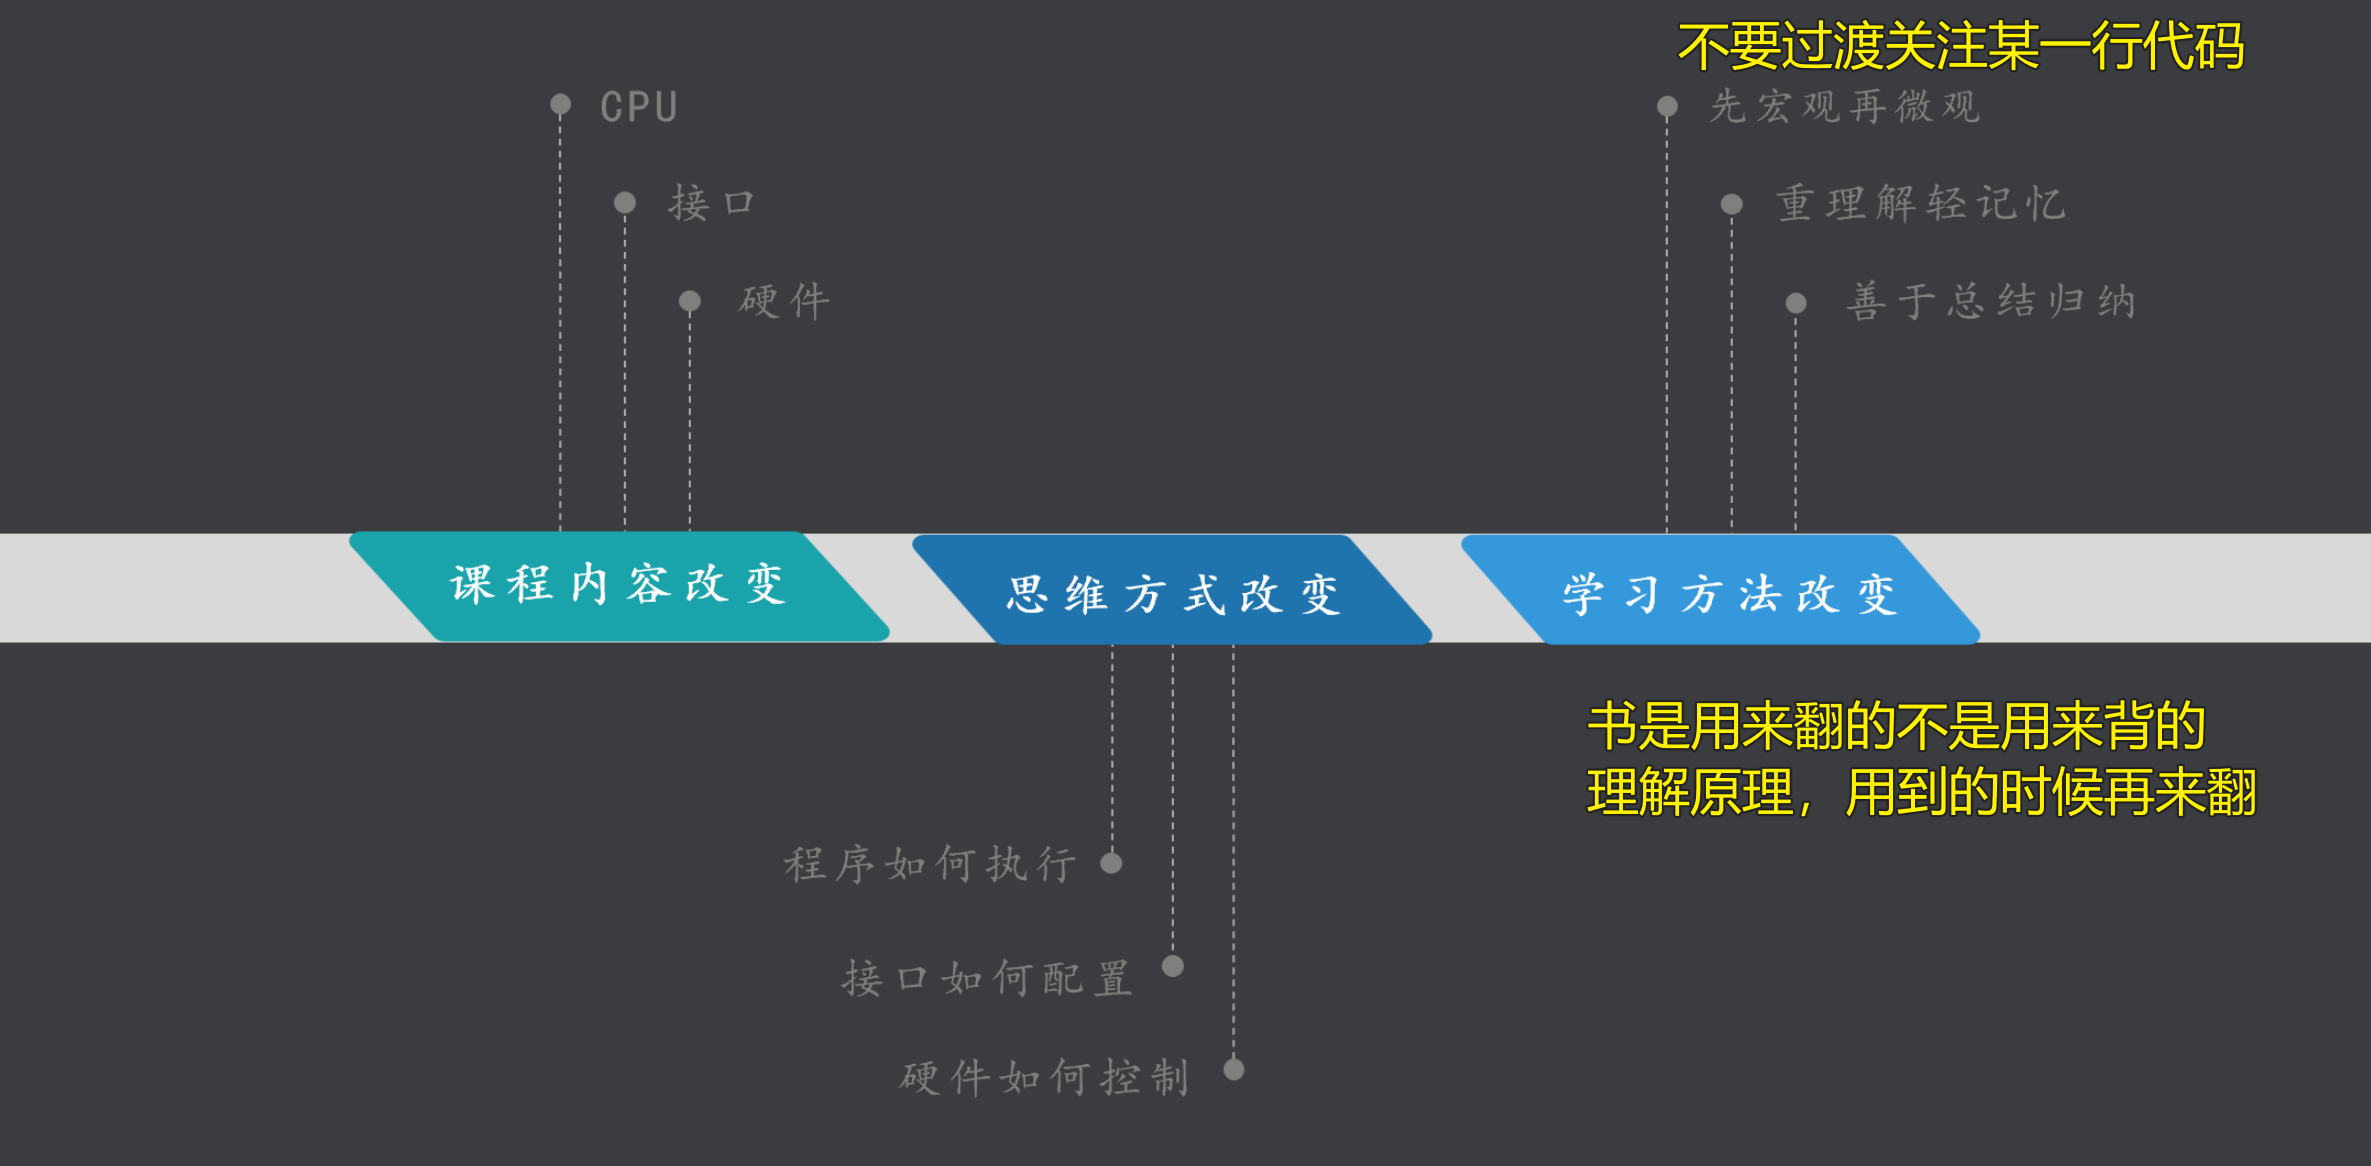 不要过渡关注某一行代码
CPU
先宏观再微观
接口
重理解轻记忆
硬件
善于总结归纳
课程内容改变
思维方式改变
学习方法改变
书是用来翻的不是用来背的
理解原理，用到的时候再来翻
程序如何执行
接口如何配置
硬件如何控制